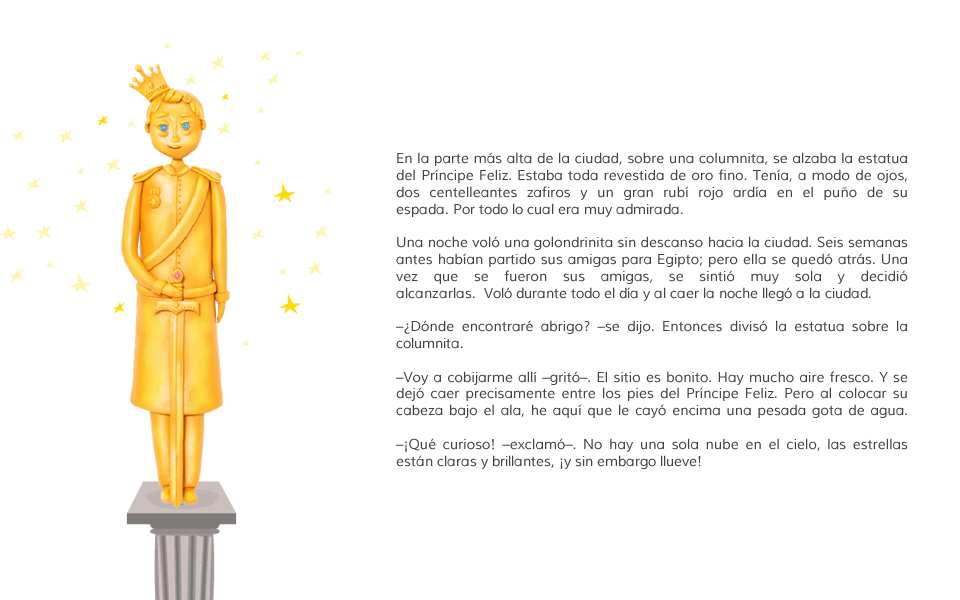 En la parte más alta de la ciudad, sobre una columnita, se alzaba la estatua
del Príncipe Feliz. Estaba toda revestida de oro fino. Tenía, a modo de ojos,
dos centelleantes zafiros y un gran rubí rojo ardía en el puño de su
espada. Por todo lo cual era muy admirada.
Una noche voló una golondrinita sin descanso hacia la ciudad. Seis semanas
antes habían partido sus amigas para Egipto; pero ella se quedó atrás. Una
vez que se fueron sus amigas, se sintió muy sola y decidió
alcanzarlas.  Voló durante todo el día y al caer la noche llegó a la ciudad.
–¿Dónde encontraré abrigo? –se dijo. Entonces divisó la estatua sobre la
columnita.
–Voy a cobijarme allí –gritó–. El sitio es bonito. Hay mucho aire fresco. Y se
dejó caer precisamente entre los pies del Príncipe Feliz. Pero al colocar su
cabeza bajo el ala, he aquí que le cayó encima una pesada gota de agua.
–¡Qué curioso! –exclamó–. No hay una sola nube en el cielo, las estrellas
están claras y brillantes, ¡y sin embargo llueve!